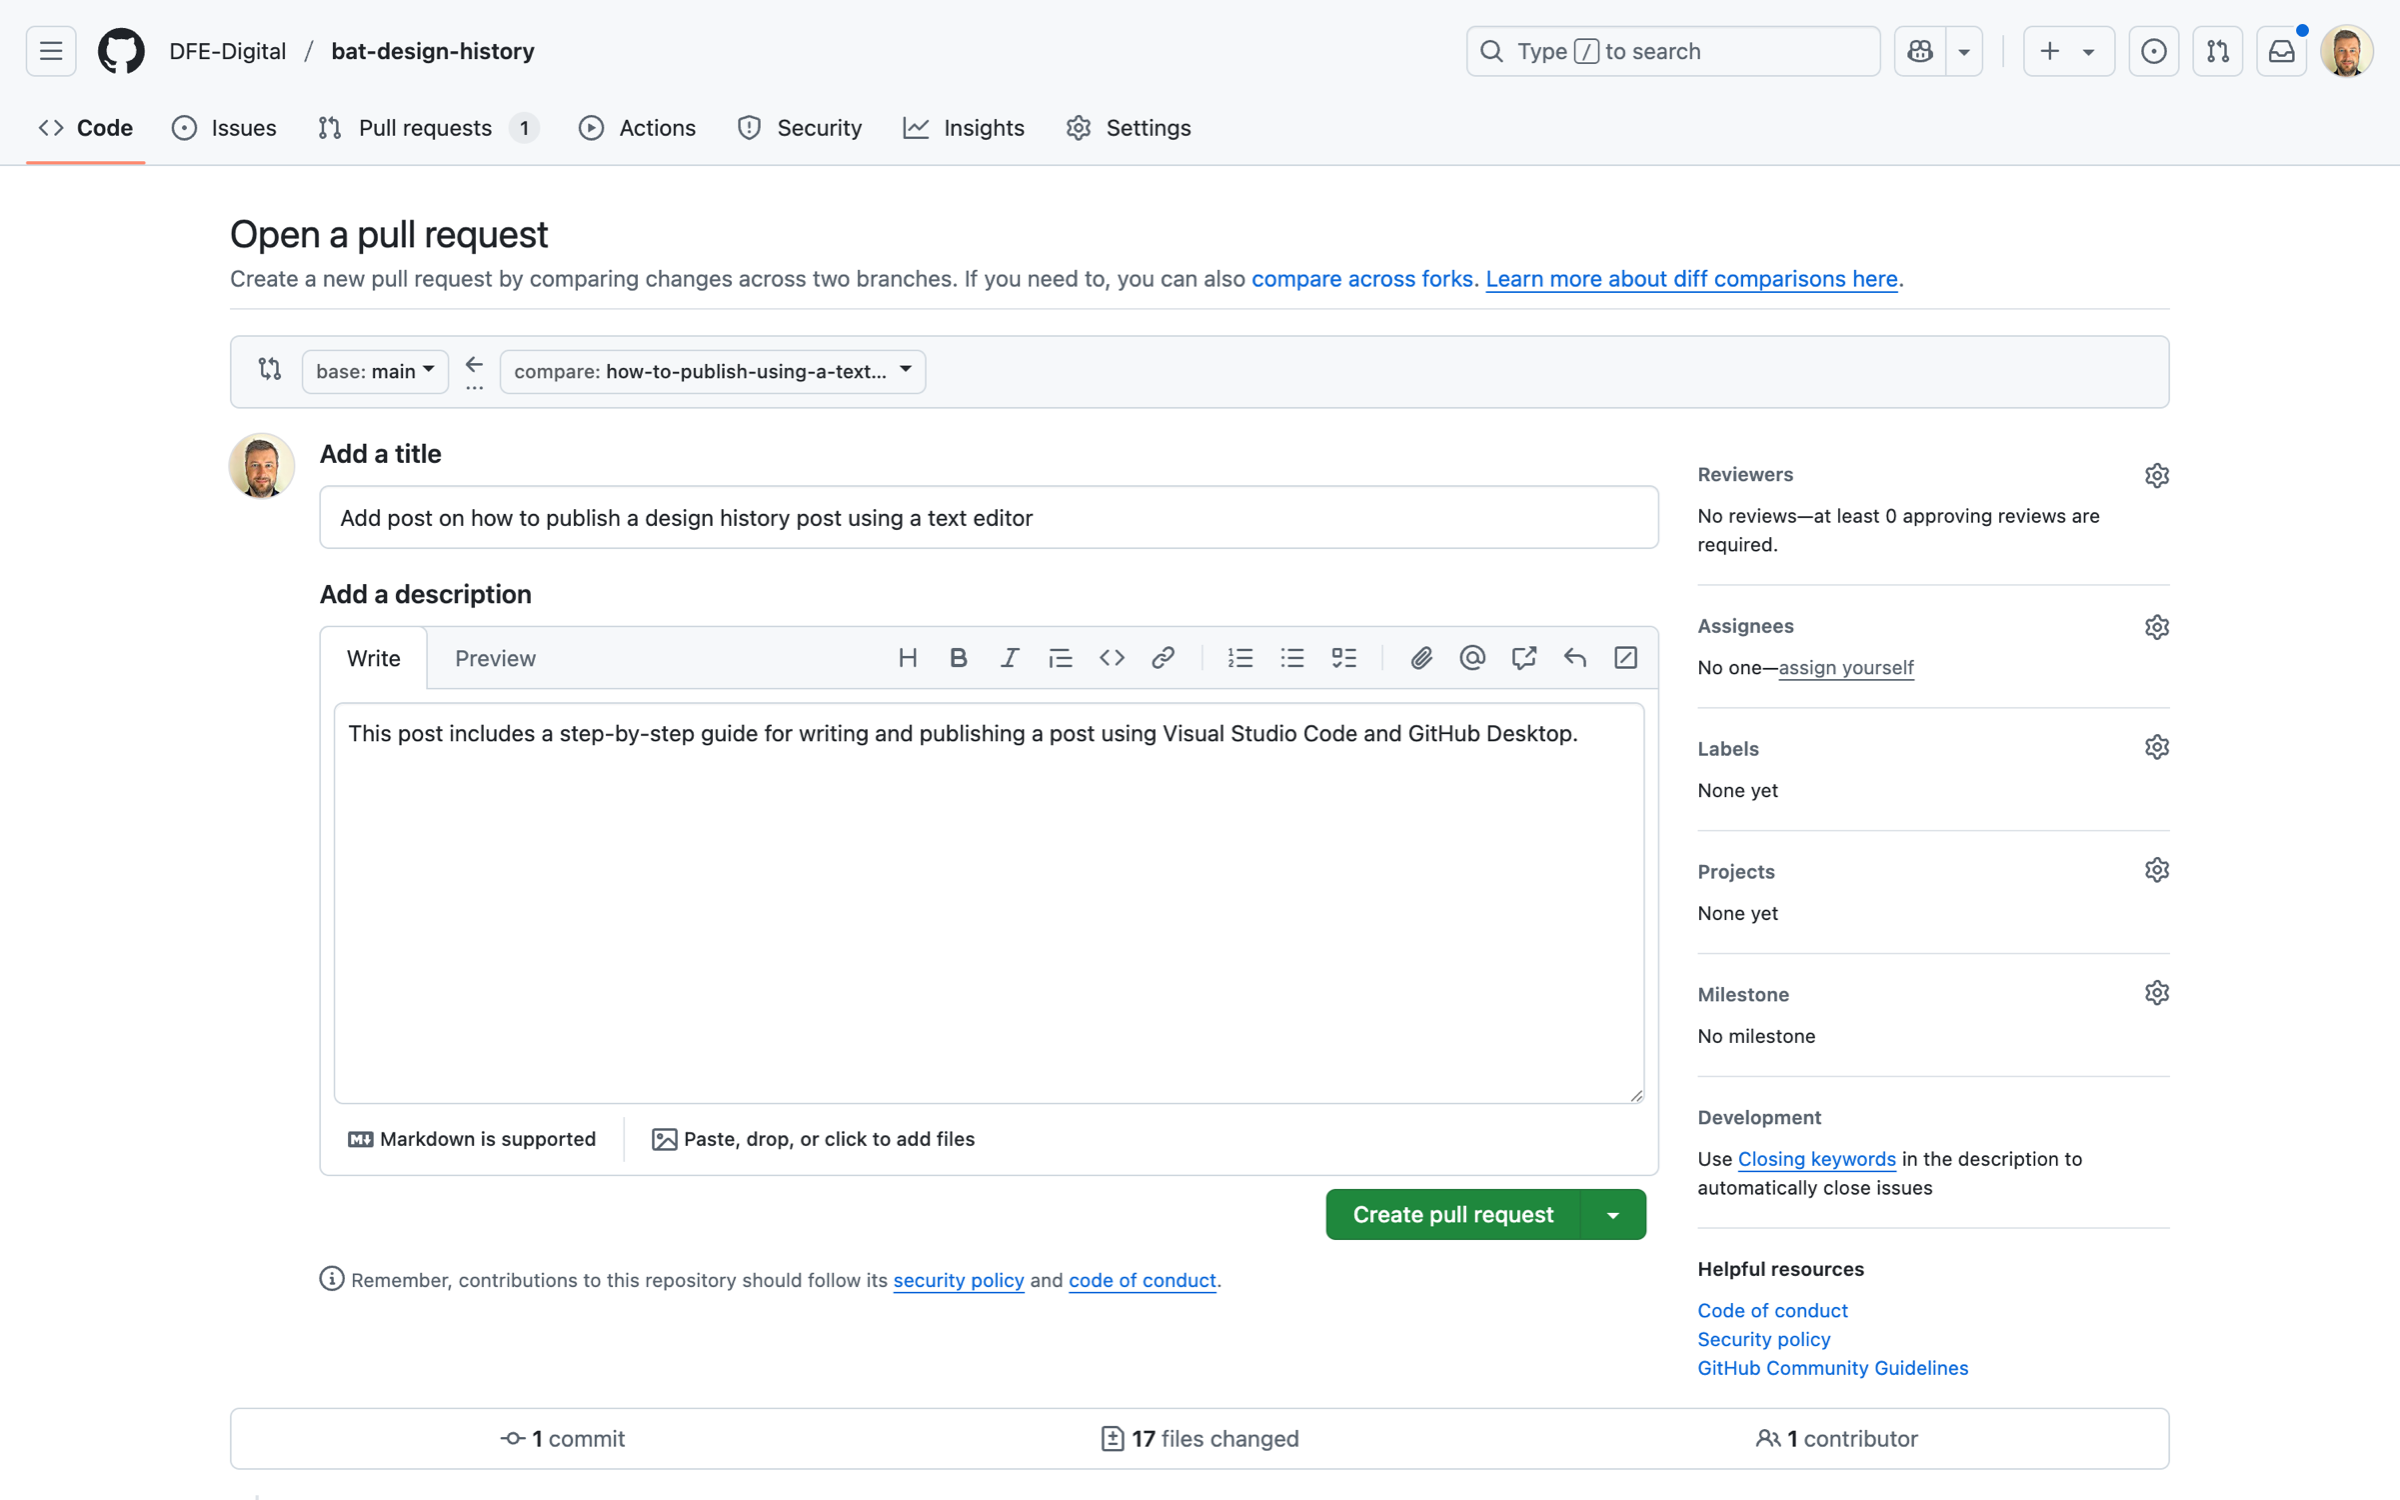 DFE-Digital / bat-design-history
Type / to search
Code
Issues
Pull requests 1
Actions
Security
Insights
Settings
Open a pull request
Create a new pull request by comparing changes across two branches. If you need to, you can also compare across forks. Learn more about diff comparisons here.
base: main
compare: how-to-publish-using-a-text...
Add a title
Add post on how to publish a design history post using a text editor
Add a description
Write
Preview
This post includes a step-by-step guide for writing and publishing a post using Visual Studio Code and GitHub Desktop.
Markdown is supported
Paste, drop, or click to add files
Create pull request
Remember, contributions to this repository should follow its security policy and code of conduct.
Reviewers
No reviews—at least 0 approving reviews are
required.
Assignees
No one—assign yourself
Labels
None yet
Projects
None yet
Milestone
No milestone
Development
Use Closing keywords in the description to
automatically close issues
Helpful resources
Code of conduct
Security policy
GitHub Community Guidelines
1 commit
17 files changed
1 contributor